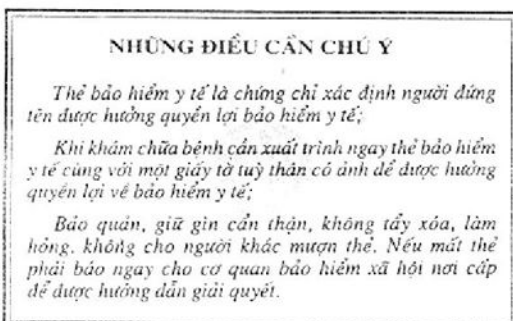 NHỮNG ĐIỀU CẦN CHÚ Ý
Thẻ bảo hiểm y tế là chứng chỉ xác định người đứng
tên được hưởng quyền lợi bảo hiểm y tế;
Khi khám chữa bệnh cần xuất trình ngay thẻ bảo hiểm
y tế cùng với một giấy tờ tuỳ thân có ảnh để được hưởng
quyền lợi về bảo hiểm y tế;
Bảo quản, giữ gìn cẩn thận, không tẩy xóa, làm
hỏng, không cho người khác mượn thẻ. Nếu mất thẻ
phải báo ngay cho cơ quan bảo hiểm xã hội nơi cấp
để được hướng dẫn giải quyết.